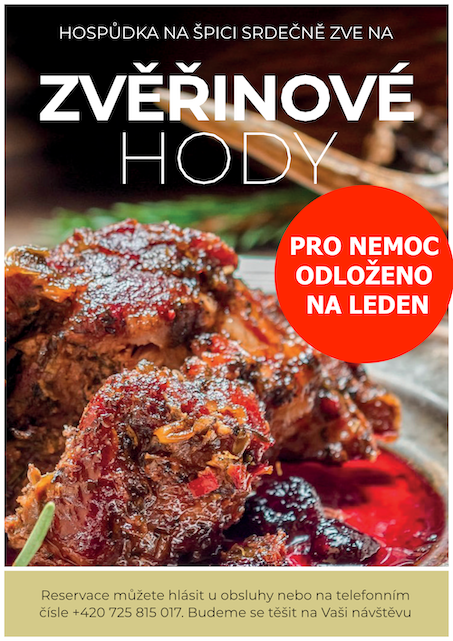 HOSPŮDKA NA ŠPICI SRDEČNĚ ZVE NA
ZVĚŘINOVÉ
HODY
PRO NEMOC
ODLOŽENO
NA LEDEN
Reservace můžete hlásit u obsluhy nebo na telefonním
čísle +420 725 815 017. Budeme se těšit na Vaši návštěvu